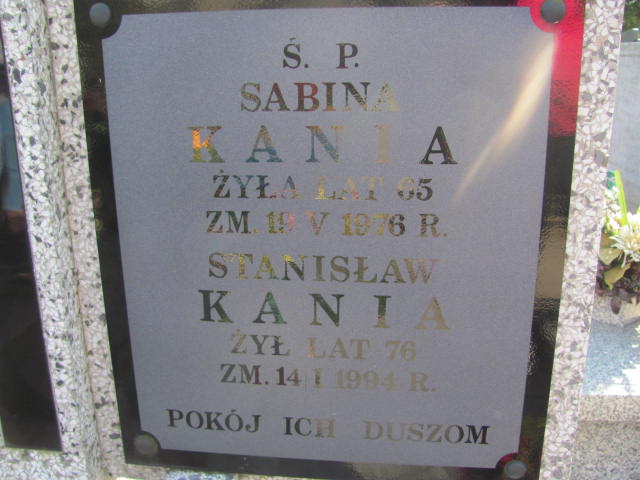 Ś. P.
SABINA
KANIA
ŻYŁA LAT 65
ZM. 19 V 1976 R.
STANISŁAW
KANIA
ŻYŁ LAT 76
ZM. 14 I 1994 R.
POKÓJ ICH DUSZOM